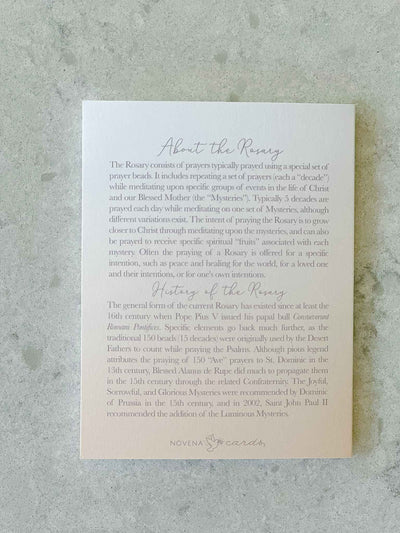 About the Rosary
The Rosary consists of prayers typically prayed using a special set of
prayer beads. It includes repeating a set of prayers (each a “decade”)
while meditating upon specific groups of events in the life of Christ
and our Blessed Mother (the “Mysteries”). Typically 5 decades are
prayed each day while meditating on one set of Mysteries, although
different variations exist. The intent of praying the Rosary is to grow
closer to Christ through meditating upon the mysteries, and can also
be prayed to receive specific spiritual “fruits” associated with each
mystery. Often the praying of a Rosary is offered for a specific
intention, such as peace and healing for the world, for a loved one
and their intentions, or for one's own intentions.
History of the Rosary
The general form of the current Rosary has existed since at least the
16th century when Pope Pius V issued his papal bull Consueverunt
Romani Pontifices. Specific elements go back much further, as the
traditional 150 beads (15 decades) were originally used by the Desert
Fathers to count while praying the Psalms. Although pious legend
attributes the praying of 150 “Ave” prayers to St. Dominic in the
13th century, Blessed Alanus de Rupe did much to propagate them
in the 15th century through the related Confraternity. The Joyful,
Sorrowful, and Glorious Mysteries were recommended by Dominic
of Prussia in the 15th century, and in 2002, Saint John Paul II
recommended the addition of the Luminous Mysteries.
NOVENA cards